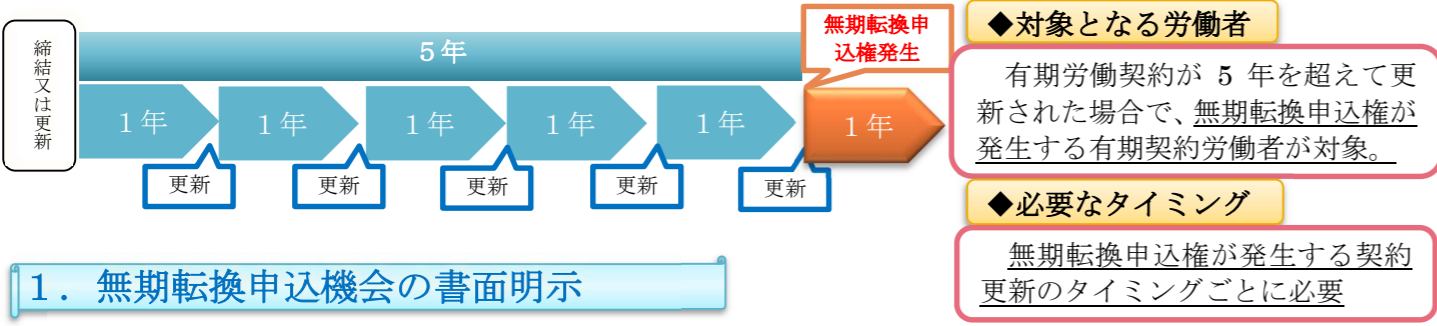 締結又は更新
5年
1年
1年
1年
1年
1年
1年
無期転換申
込権発生
更新
更新
更新
更新
更新
1．無期転換申込機会の書面明示
◆対象となる労働者
有期労働契約が 5 年を超えて更
新された場合で、無期転換申込権が
発生する有期契約労働者が対象。
◆必要なタイミング
無期転換申込権が発生する契約
更新のタイミングごとに必要